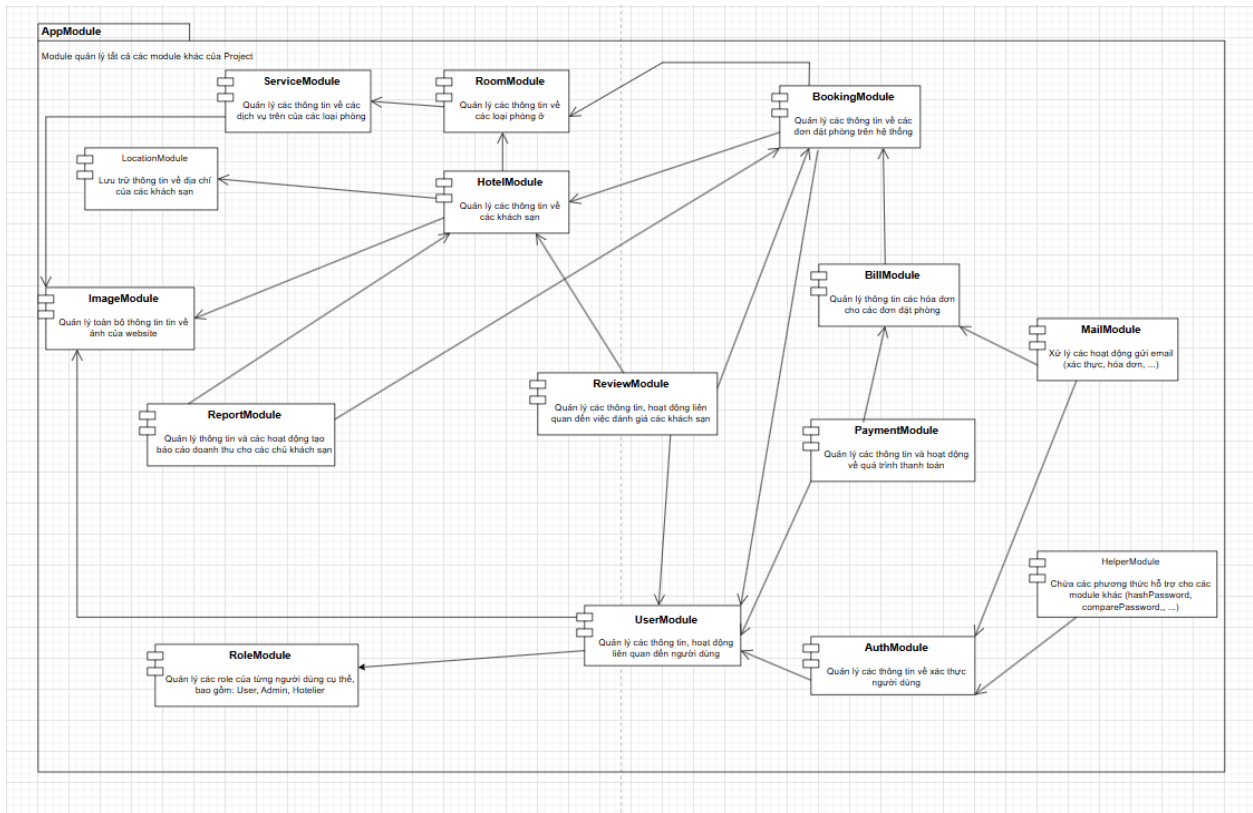 AppModule
Module quản lý tất cả các module khác của Project
ServiceModule
Quản lý các thông tin về các
dịch vụ trên của các loại phòng
RoomModule
Quản lý các thông tin về
các loại phòng ở
BookingModule
Quản lý các thông tin về các
đơn đặt phòng trên hệ thống
LocationModule
Lưu trữ thông tin về địa chỉ
của các khách sạn
HotelModule
Quản lý các thông tin về
các khách sạn
BillModule
Quản lý thông tin các hóa đơn
cho các đơn đặt phòng
ImageModule
Quản lý toàn bộ thông tin tin về
ảnh của website
MailModule
Xử lý các hoạt động gửi email
(xác thực, hóa đơn, ...)
ReviewModule
Quản lý các thông tin, hoạt động liên
quan đến việc đánh giá các khách sạn
ReportModule
Quản lý thông tin và các hoạt động tạo
báo cáo doanh thu cho các chủ khách sạn
PaymentModule
Quản lý các thông tin và hoạt động
về quá trình thanh toán
HelperModule
Chứa các phương thức hỗ trợ cho các
module khác (hashPassword,
comparePassword,, ...)
UserModule
Quản lý các thông tin, hoạt động
liên quan đến người dùng
RoleModule
Quản lý các role của từng người dùng cụ thể,
bao gồm: User, Admin, Hotelier
AuthModule
Quản lý các thông tin về xác thực
người dùng